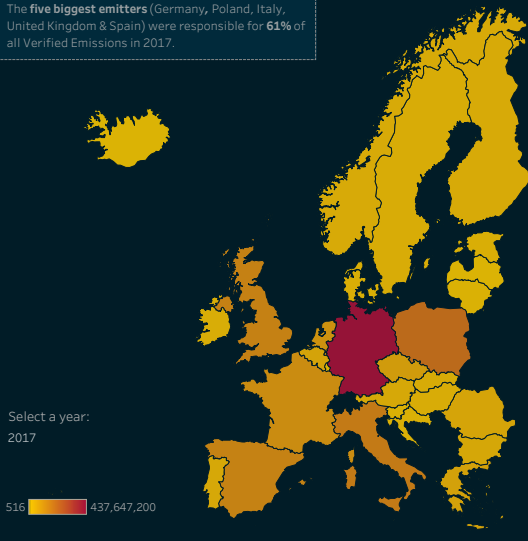 The five biggest emitters (Germany, Poland, Italy,
United Kingdom & Spain) were responsible for 61% of
all Verified Emissions in 2017.
Select a year:
2017
516 437,647,200